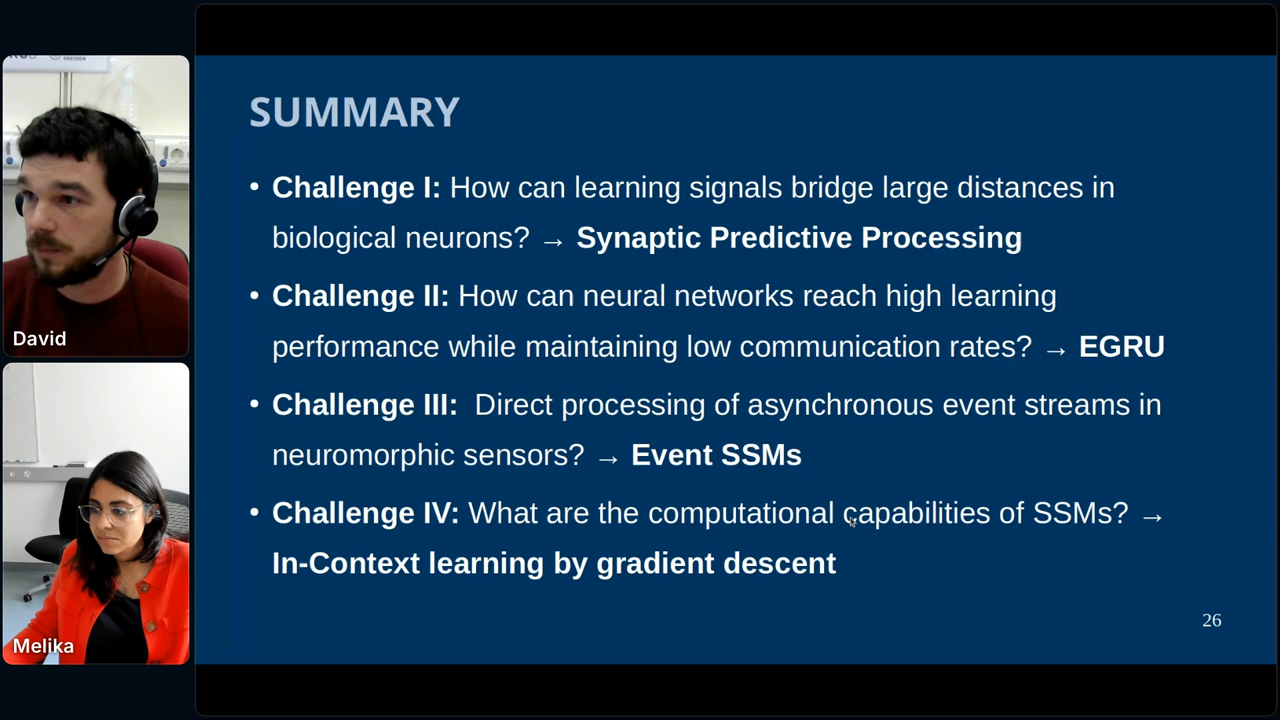 DRESDEN
David
Melika
SUMMARY
• Challenge I: How can learning signals bridge large distances in
biological neurons? → Synaptic Predictive Processing
• Challenge II: How can neural networks reach high learning
performance while maintaining low communication rates? → EGRU
• Challenge III: Direct processing of asynchronous event streams in
neuromorphic sensors? → Event SSMs
• Challenge IV: What are the computational capabilities of SSMs? →
In-Context learning by gradient descent
26